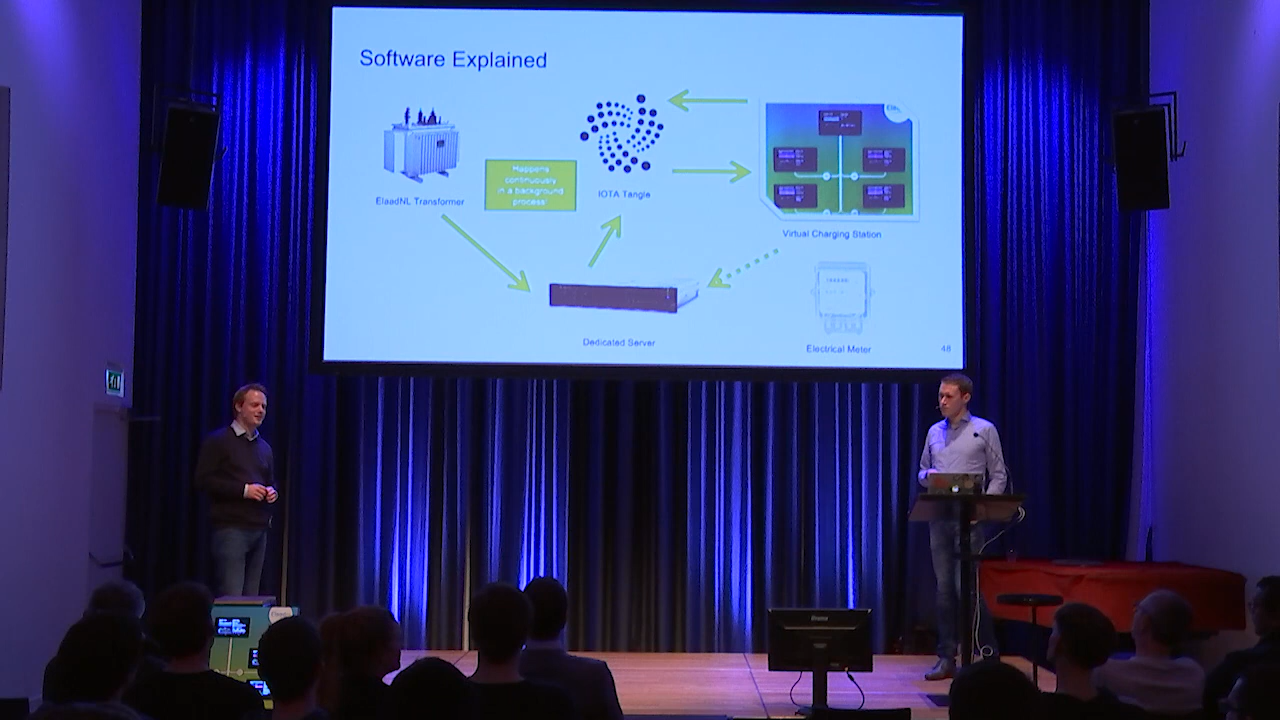 Software Explained
Happens
continuously
in a background
process
IOTA Tangle
ElaadNL Transformer
Virtual Charging Station
Dedicated Server
Electrical Meter
48